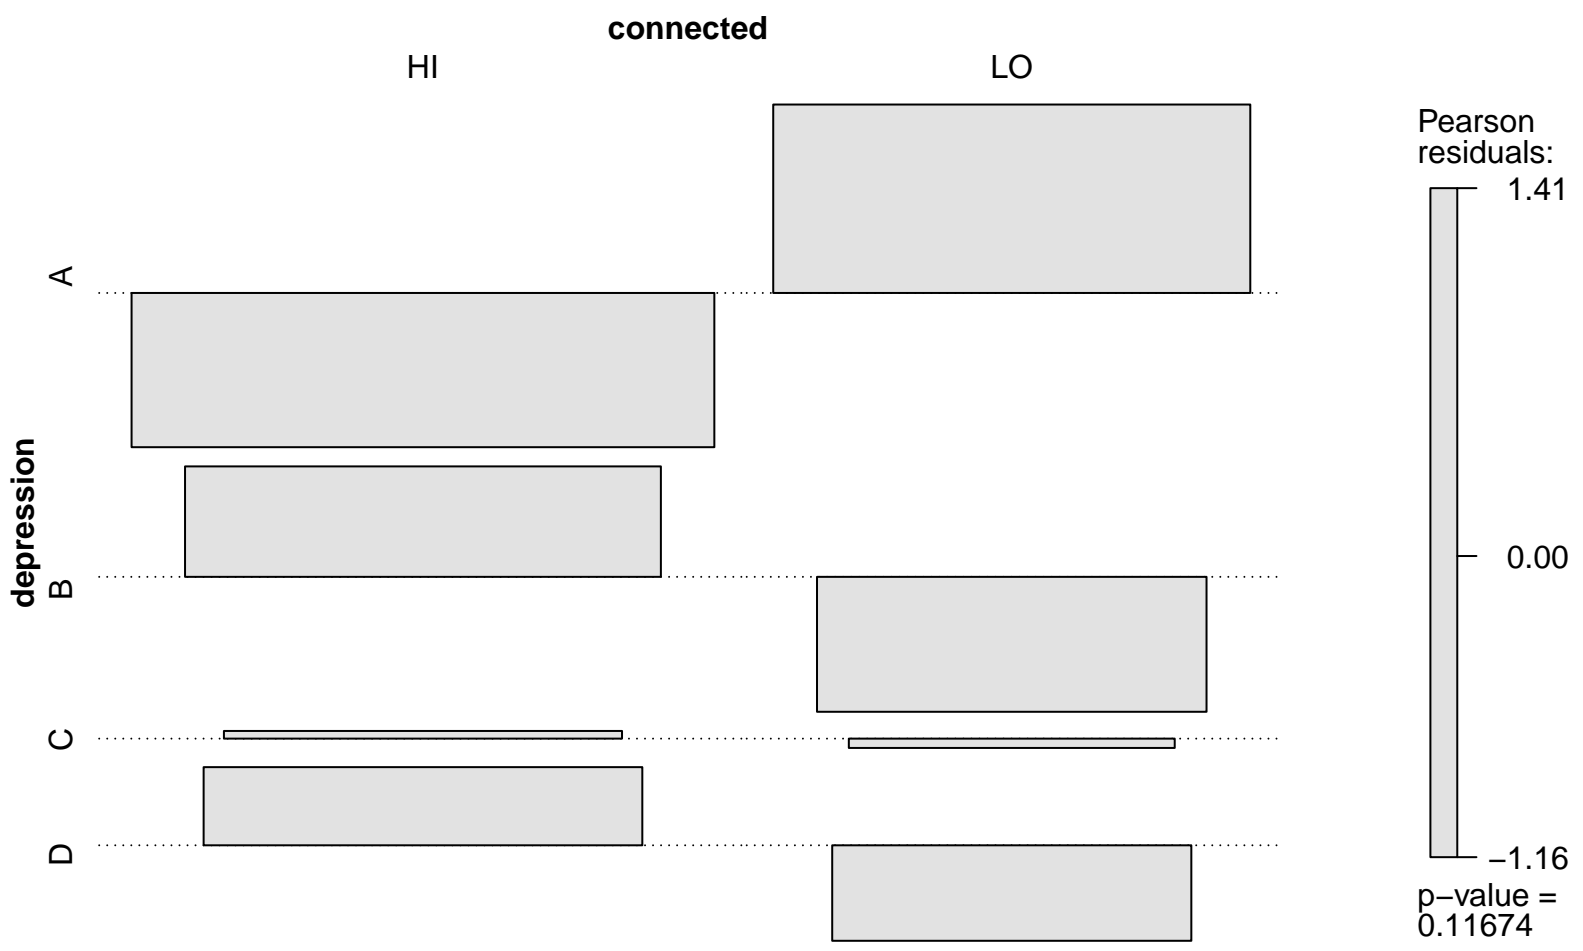 connected
HI LO
depression
A
B
C
D
Pearson
residuals:
1.41
0.00
−1.16
p−value =
0.11674